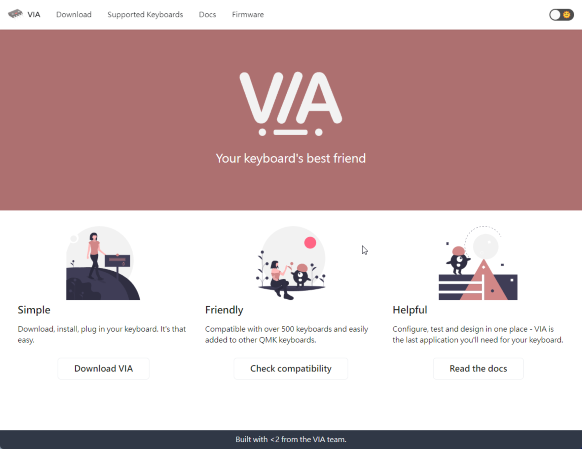 VIA Download Supported Keyboards Docs Firmware
VIA
Your keyboard's best friend
Simple
Download, install, plug in your keyboard. It's that
easy.
Download VIA
Friendly
Compatible with over 500 keyboards and easily
added to other QMK keyboards.
Check compatibility
Helpful
Configure, test and design in one place - VIA is
the last application you'll need for your keyboard.
Read the docs
Built with <2 from the VIA team.